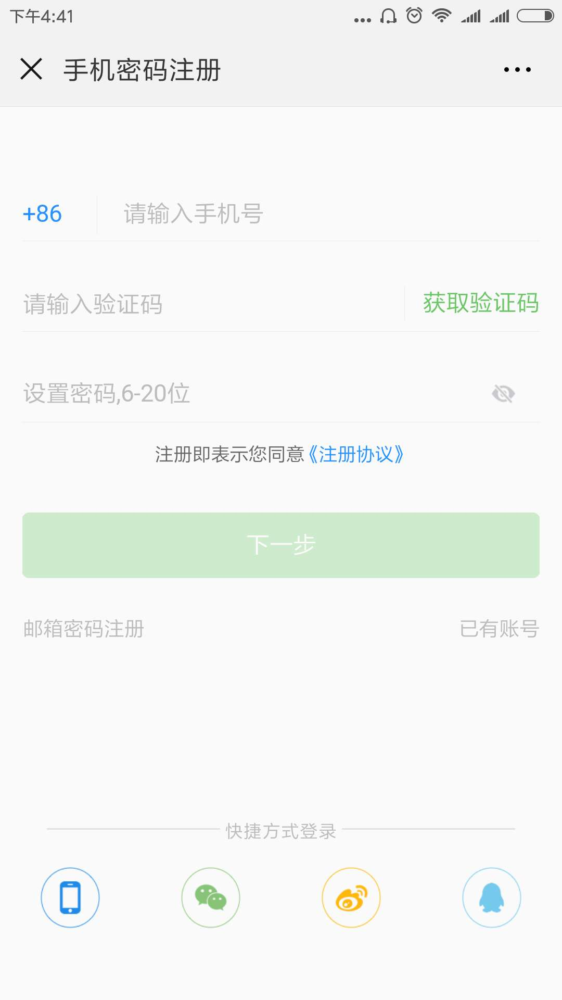 下午4:41
手机密码注册
+86 请输入手机号
请输入验证码 获取验证码
设置密码,6-20位
注册即表示您同意《注册协议》
下一步
邮箱密码注册 已有账号
快捷方式登录